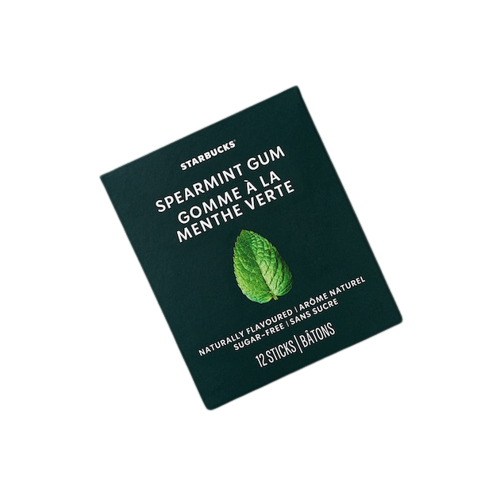 STARBUCKS®
SPEARMINT GUM
GOMME À LA
MENTHE VERTE
NATURALLY FLAVOURED | ARÔME NATUREL
SUGAR-FREE | SANS SUCRE
12 STICKS | BÂTONS